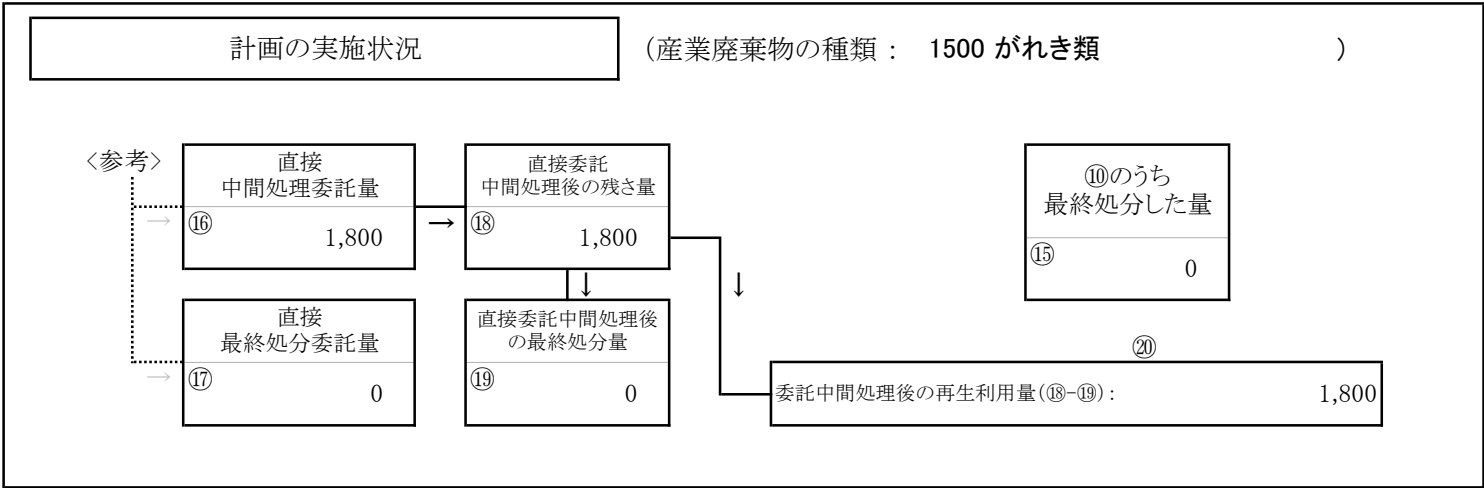 計画の実施状況
（産業廃棄物の種類： 1500 がれき類 ）
〈参考〉
直接
中間処理委託量
⑯
1,800
→
→
直接委託
中間処理後の残さ量
⑱
1,800
⑩のうち
最終処分した量
⑮
0
↓
↓
直接
最終処分委託量
⑰
0
→
直接委託中間処理後
の最終処分量
⑲
0
⑳
委託中間処理後の再生利用量(⑱-⑲)： 1,800